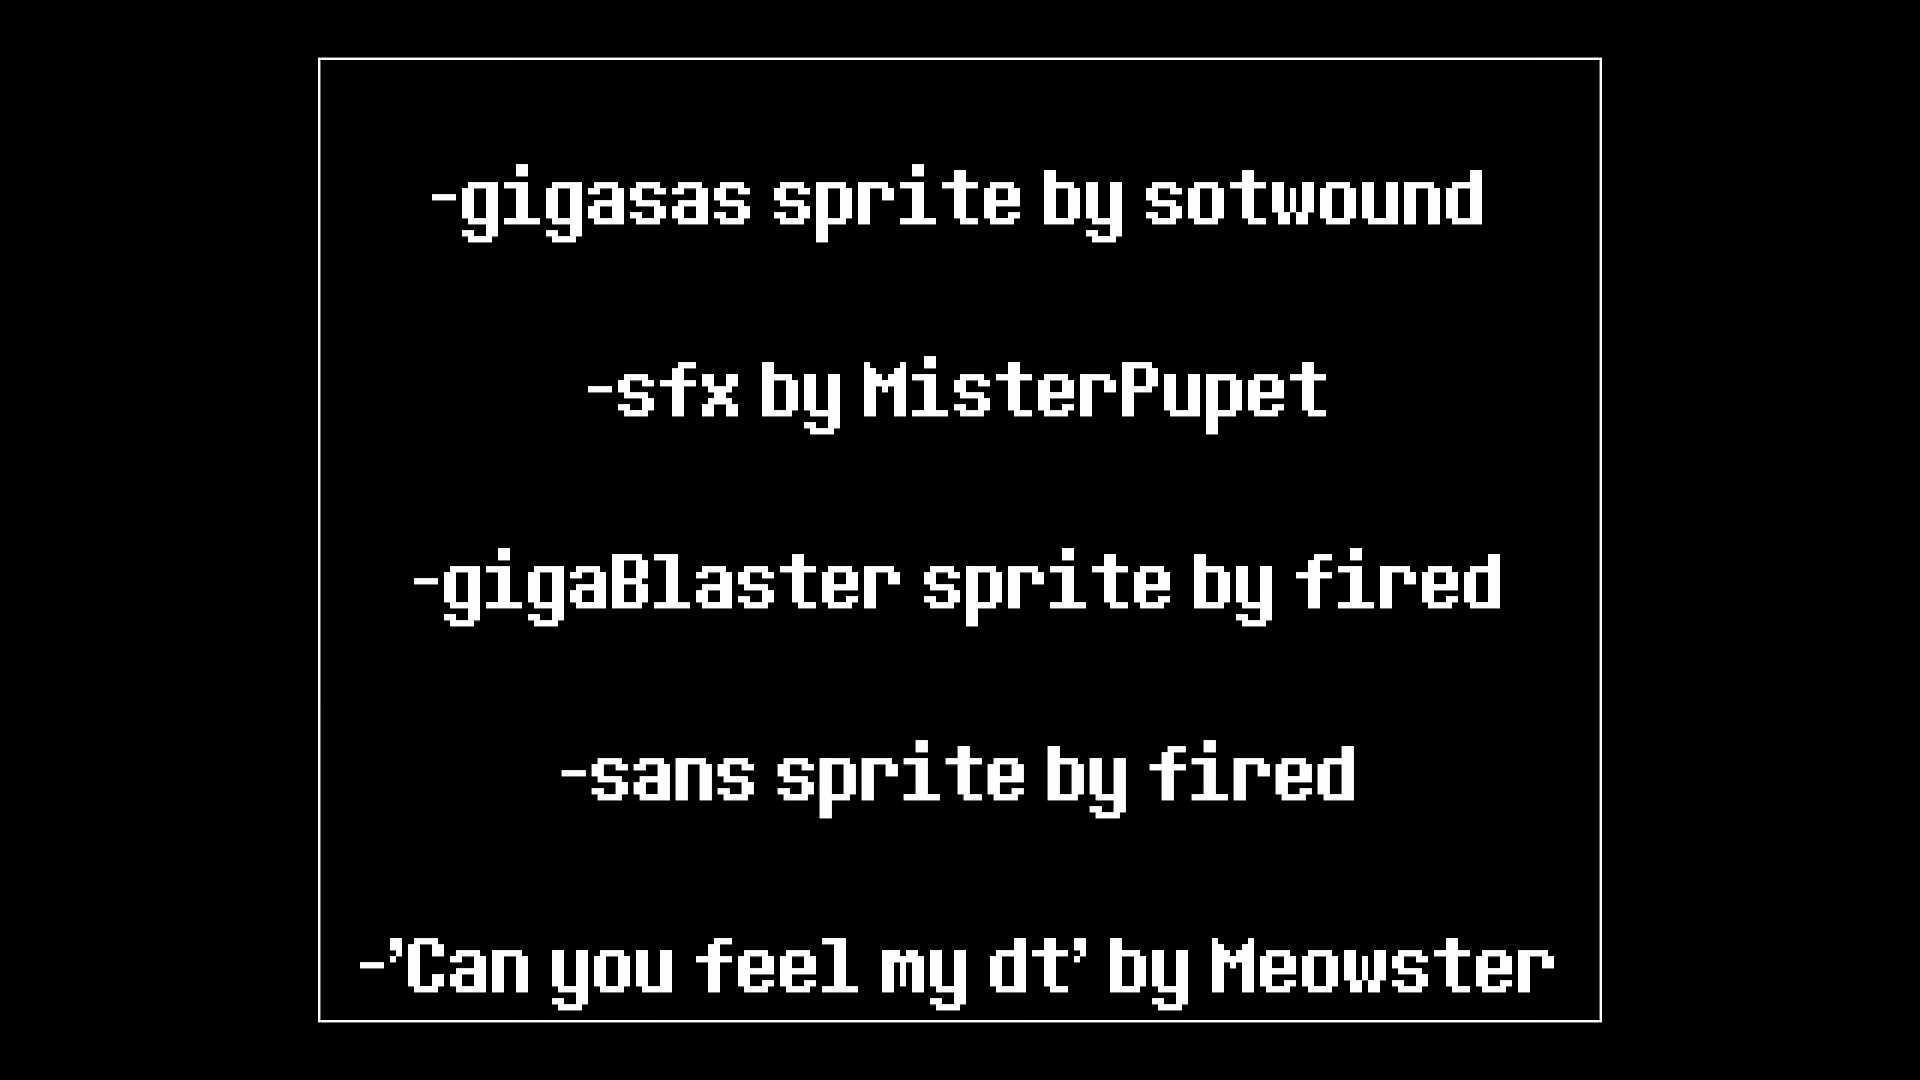 -gigasas sprite by sotwound
-sfx by MisterPupet
-gigaBlaster sprite by fired
-sans sprite by fired
-'Can you feel my dt' by Meowster